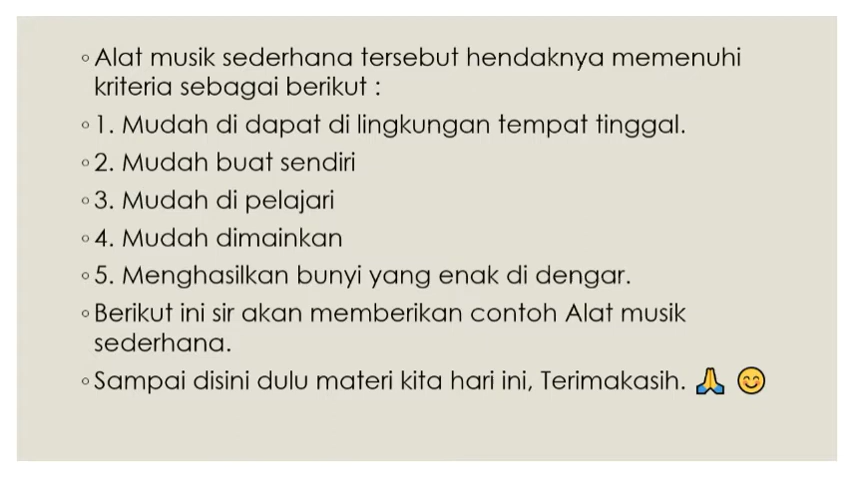 ◦ Alat musik sederhana tersebut hendaknya memenuhi
kriteria sebagai berikut :
◦ 1. Mudah di dapat di lingkungan tempat tinggal.
◦ 2. Mudah buat sendiri
◦ 3. Mudah di pelajari
◦ 4. Mudah dimainkan
◦ 5. Menghasilkan bunyi yang enak di dengar.
◦ Berikut ini sir akan memberikan contoh Alat musik
sederhana.
◦ Sampai disini dulu materi kita hari ini, Terimakasih. 🙏 😊